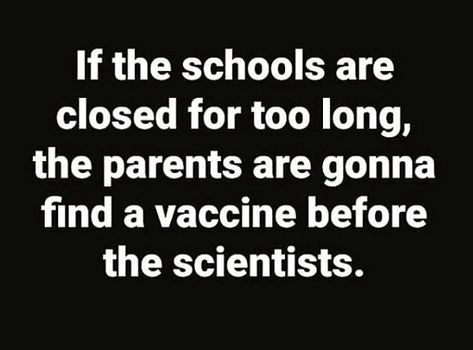 If the schools are
closed for too long,
the parents are gonna
find a vaccine before
the scientists.